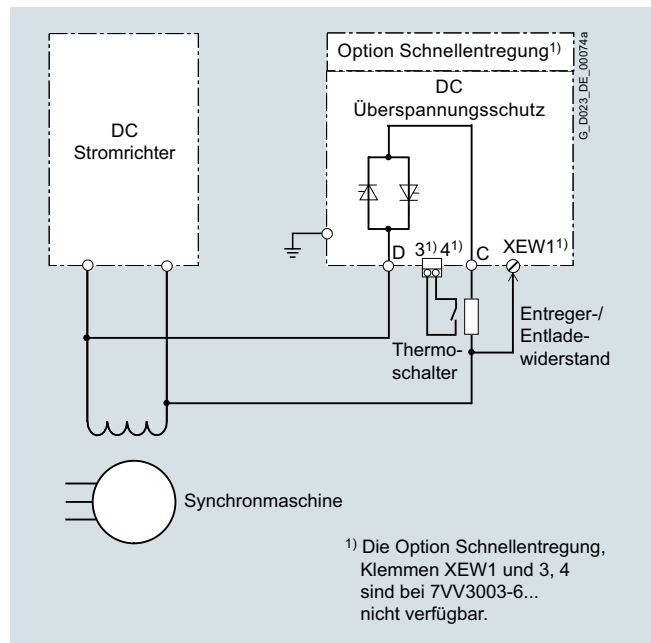 Option Schnellentregung1)
DC
Überspannungsschutz
G_D023_DE_00074a
DC
Stromrichter
D
31) 41)
C
XEW11)
Thermo-
schalter
Entreger-/
Entlade-
widerstand
Synchronmaschine
1) Die Option Schnellentregung,
Klemmen XEW1 und 3, 4
sind bei 7VV3003-6...
nicht verfügbar.